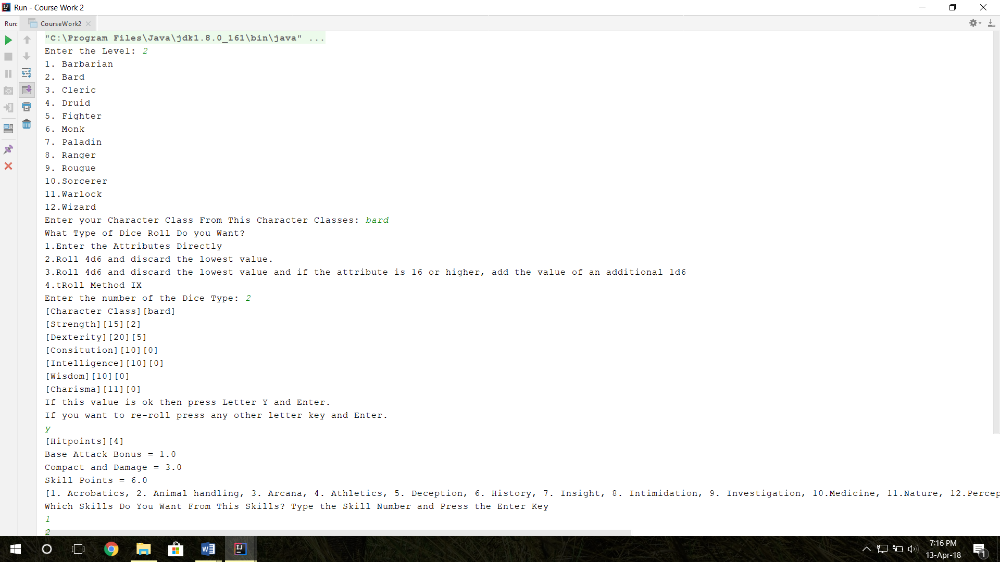 Run - Course Work 2
Run: CourseWork2
"C:\Program Files\Java\jdk1.8.0_161\bin\java" ...
Enter the Level: 2
1. Barbarian
2. Bard
3. Cleric
4. Druid
5. Fighter
6. Monk
7. Paladin
8. Ranger
9. Rougue
10.Sorcerer
11.Warlock
12.Wizard
Enter your Character Class From This Character Classes: bard
What Type of Dice Roll Do you Want?
1.Enter the Attributes Directly
2.Roll 4d6 and discard the lowest value.
3.Roll 4d6 and discard the lowest value and if the attribute is 16 or higher, add the value of an additional 1d6
4.tRoll Method IX
Enter the number of the Dice Type: 2
[Character Class][bard]
[Strength][15][2]
[Dexterity][20][5]
[Consitution][10][0]
[Intelligence][10][0]
[Wisdom][10][0]
[Charisma][11][0]
If this value is ok then press Letter Y and Enter.
If you want to re-roll press any other letter key and Enter.
y
[Hitpoints][4]
Base Attack Bonus = 1.0
Compact and Damage = 3.0
Skill Points = 6.0
[1. Acrobatics, 2. Animal handling, 3. Arcana, 4. Athletics, 5. Deception, 6. History, 7. Insight, 8. Intimidation, 9. Investigation, 10.Medicine, 11.Nature, 12.Percep
Which Skills Do You Want From This Skills? Type the Skill Number and Press the Enter Key
1
2
7:16 PM
13-Apr-18
1